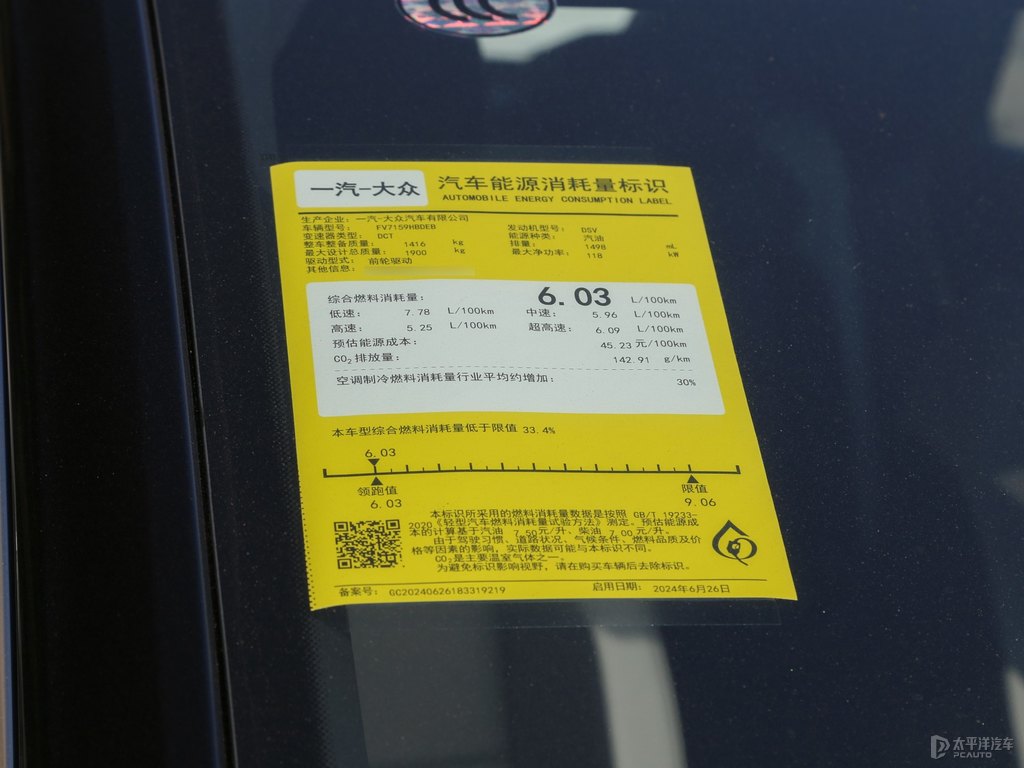 一汽-大众 汽车能源消耗量标识
AUTOMOBILE ENERGY CONSUMPTION LABEL
生产企业：一汽-大众汽车有限公司
车辆型号： FV7159HBDEB 发动机型号： DSV
变速器类型： DCT 能源种类： 汽油
整车整备质量： 1416 kg 排量： 1498 mL
最大设计总质量： 1900 kg 最大净功率： 118 kW
驱动型式： 前轮驱动
其他信息：
综合燃料消耗量： 6.03 L/100km
低速： 7.78 L/100km 中速： 5.96 L/100km
高速： 5.25 L/100km 超高速： 6.09 L/100km
预估能源成本： 45.23 元/100km
CO₂排放量： 142.91 g/km
空调制冷燃料消耗量行业平均约增加： 30%
本车型综合燃料消耗量低于限值 33.4%
6.03
领跑值 限值
6.03 9.06
本标识所采用的燃料消耗量数据是按照 GB/T 19233-
2020《轻型汽车燃料消耗量试验方法》测定。预估能源成
本的计算基于汽油 7.50元/升、柴油 7.00元/升。
由于驾驶习惯、道路状况、气候条件、燃料品质及价
格等因素的影响，实际数据可能与本标识不同。
CO₂是主要温室气体之一。
为避免标识影响视野，请在购买车辆后去除标识。
备案号： GC20240626183319219 启用日期： 2024年6月26日
太平洋汽车
PCAUTO